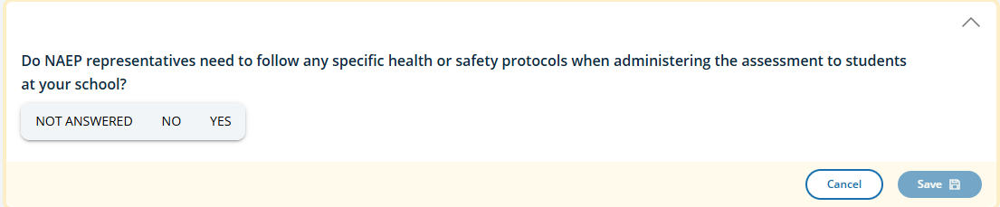 Do NAEP representatives need to follow any specific health or safety protocols when administering the assessment to students
at your school?
NOT ANSWERED NO YES
Cancel Save